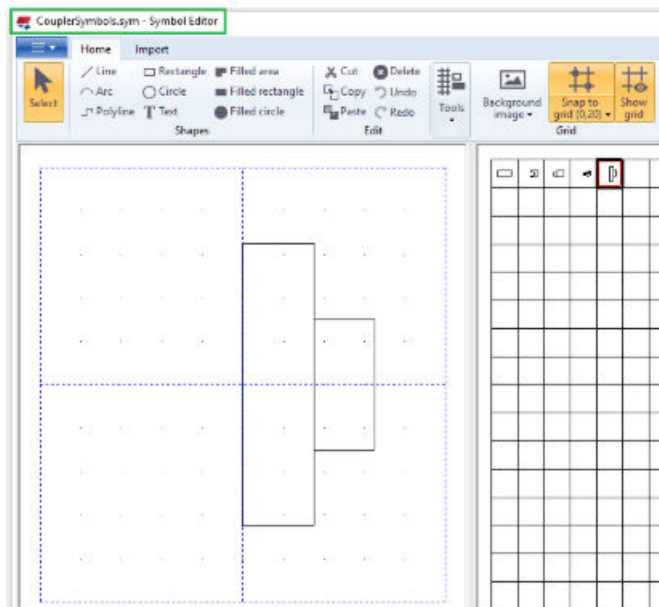 CouplerSymbols.sym - Symbol Editor
Home Import
Line Rectangle Filled area Cut Delete
Select Arc Circle Filled rectangle Copy Undo Tools Background image Snap to grid (0,20) Show grid
Polyline Text Filled circle Paste Redo
Shapes Edit Grid